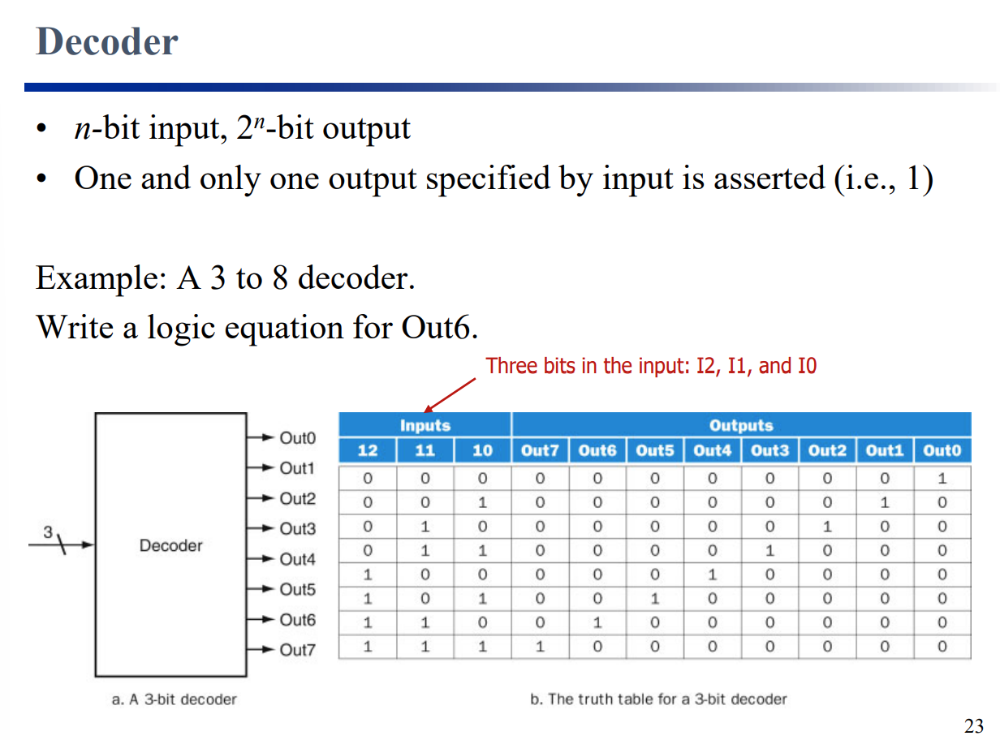 Decoder
• n-bit input, 2ⁿ-bit output
• One and only one output specified by input is asserted (i.e., 1)
Example: A 3 to 8 decoder.
Write a logic equation for Out6.
Three bits in the input: I2, I1, and I0
3
Decoder
Out0
Out1
Out2
Out3
Out4
Out5
Out6
Out7
a. A 3-bit decoder
Inputs Outputs
12 11 10 Out7 Out6 Out5 Out4 Out3 Out2 Out1 Out0
0 0 0 0 0 0 0 0 0 0 1
0 0 1 0 0 0 0 0 0 1 0
0 1 0 0 0 0 0 0 1 0 0
0 1 1 0 0 0 0 1 0 0 0
1 0 0 0 0 0 1 0 0 0 0
1 0 1 0 0 1 0 0 0 0 0
1 1 0 0 1 0 0 0 0 0 0
1 1 1 1 0 0 0 0 0 0 0
b. The truth table for a 3-bit decoder
23